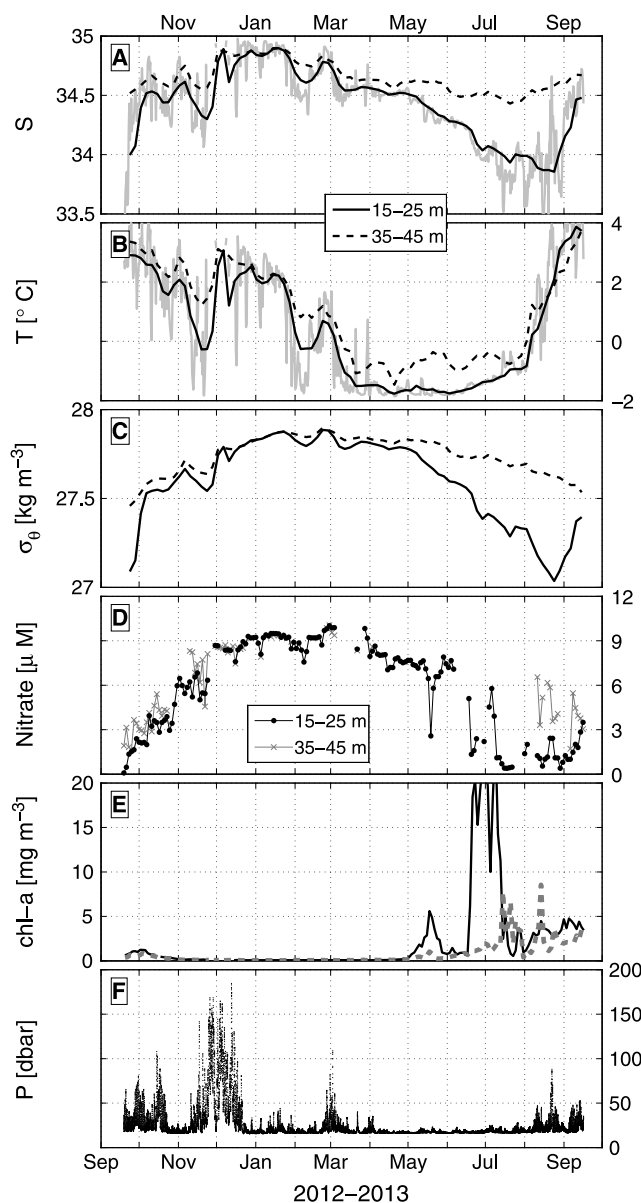 Nov Jan Mar May Jul Sep
A
S
35
34.5
34
33.5
15−25 m
35−45 m
B
T [° C]
4
2
0
−2
C
σθ [kg m−3]
28
27.5
27
D
Nitrate [μ M]
9
6
3
0
15−25 m
35−45 m
E
chl−a [mg m−3]
20
15
10
5
0
F
P [dbar]
200
150
100
50
0
Sep Nov Jan Mar May Jul Sep
2012−2013